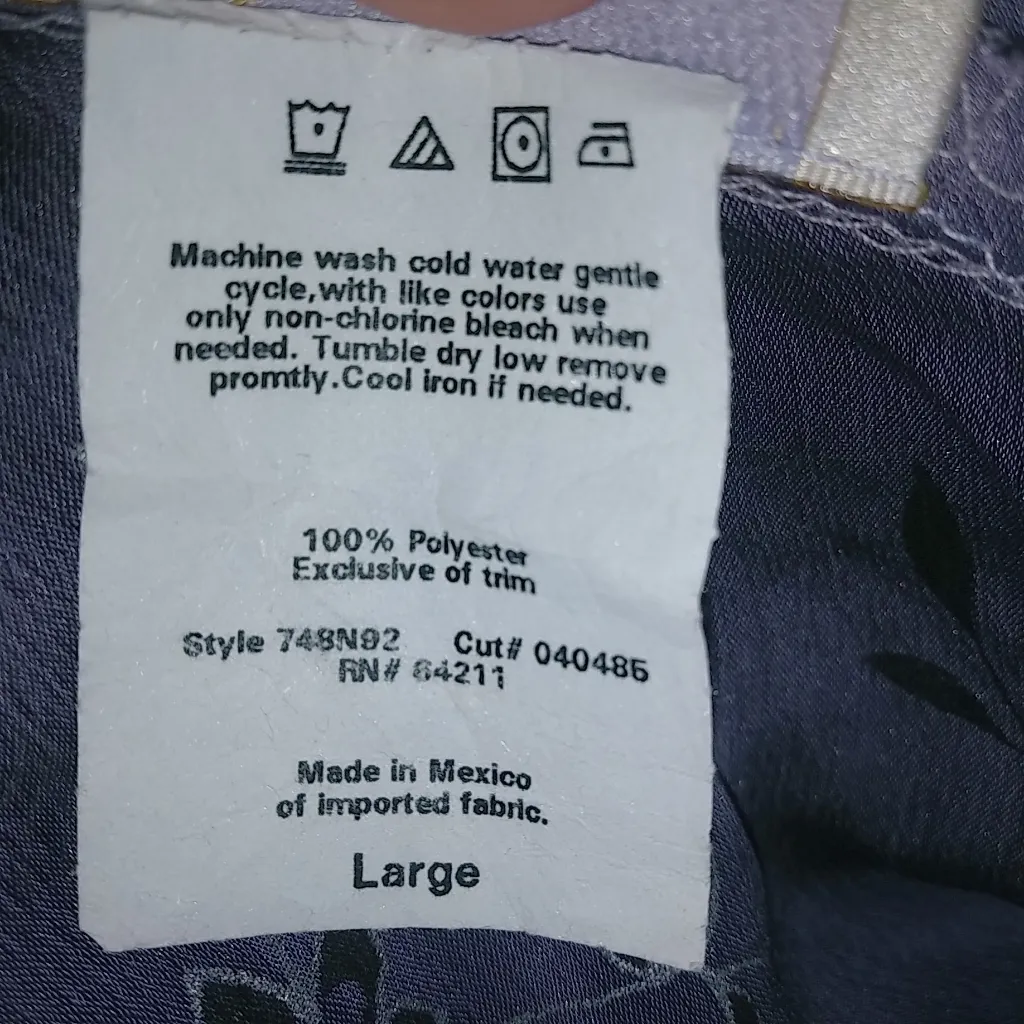 Machine wash cold water gentle
cycle,with like colors use
only non-chlorine bleach when
needed. Tumble dry low remove
promtly.Cool iron if needed.
100% Polyester
Exclusive of trim
Style 748N92 Cut# 040485
RN# 64211
Made in Mexico
of imported fabric.
Large